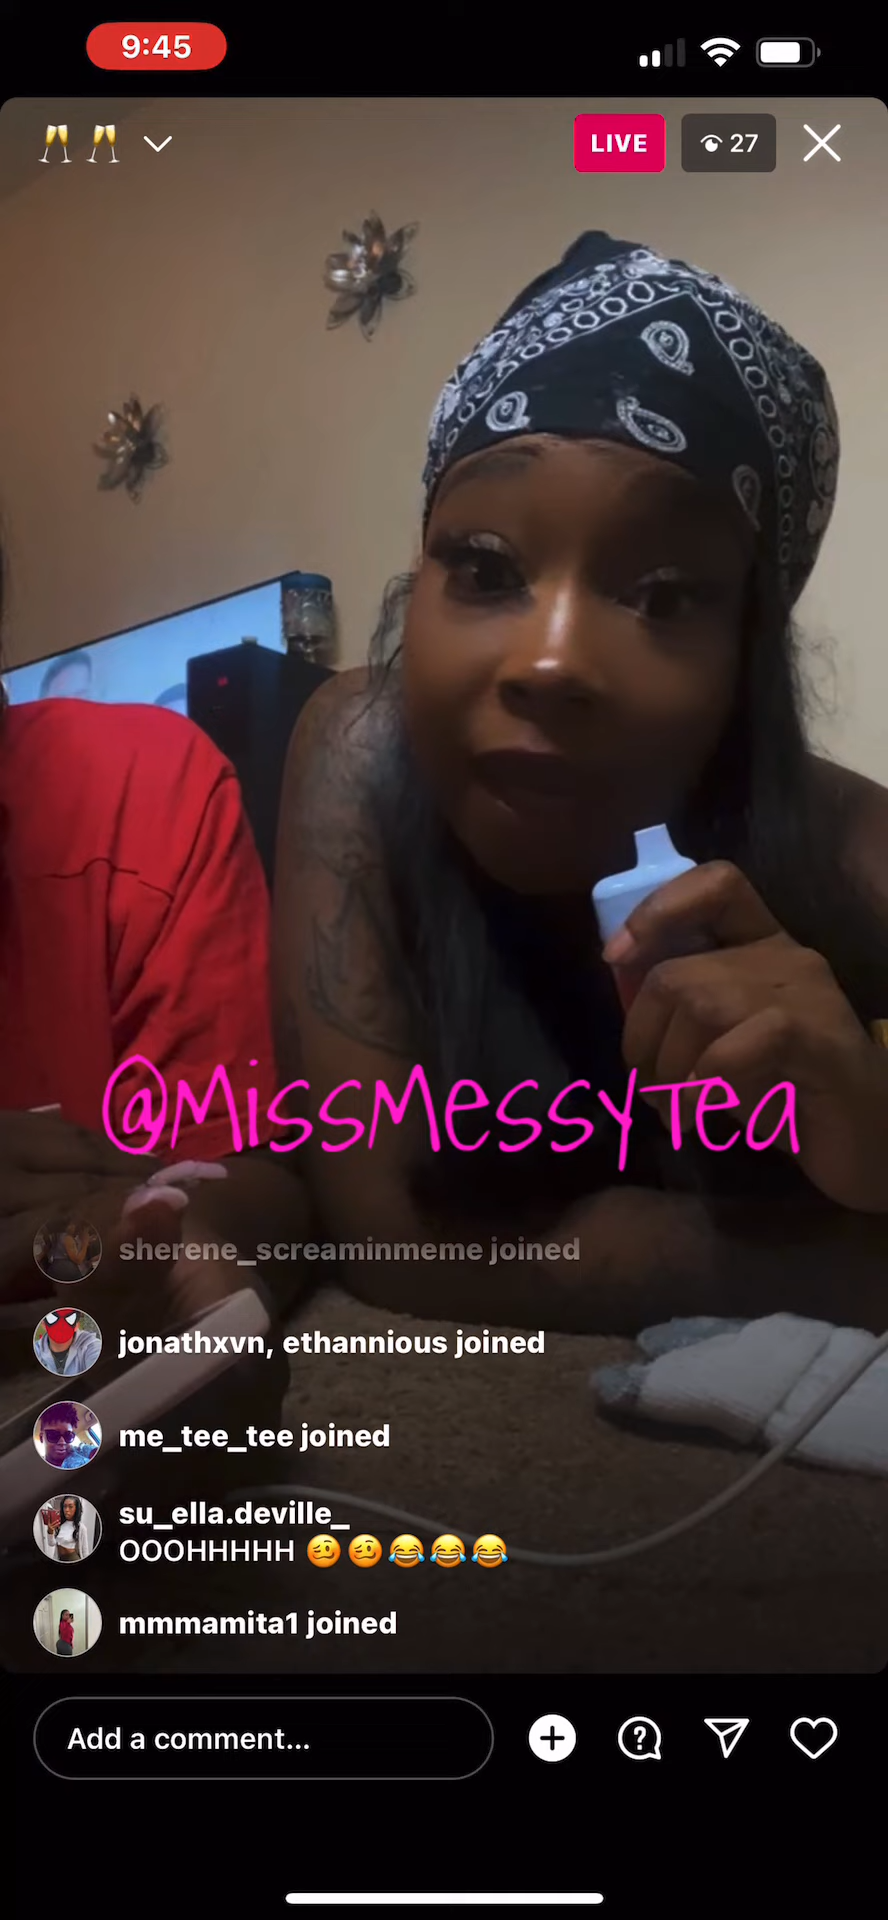 9:45
🥂 🥂
LIVE
27
@MissMessyTea
sherene_screaminmeme joined
jonathxvn, ethannious joined
me_tee_tee joined
su_ella.deville_
OOOHHHHH 🥴🥴😂😂😂
mmmamita1 joined
Add a comment...